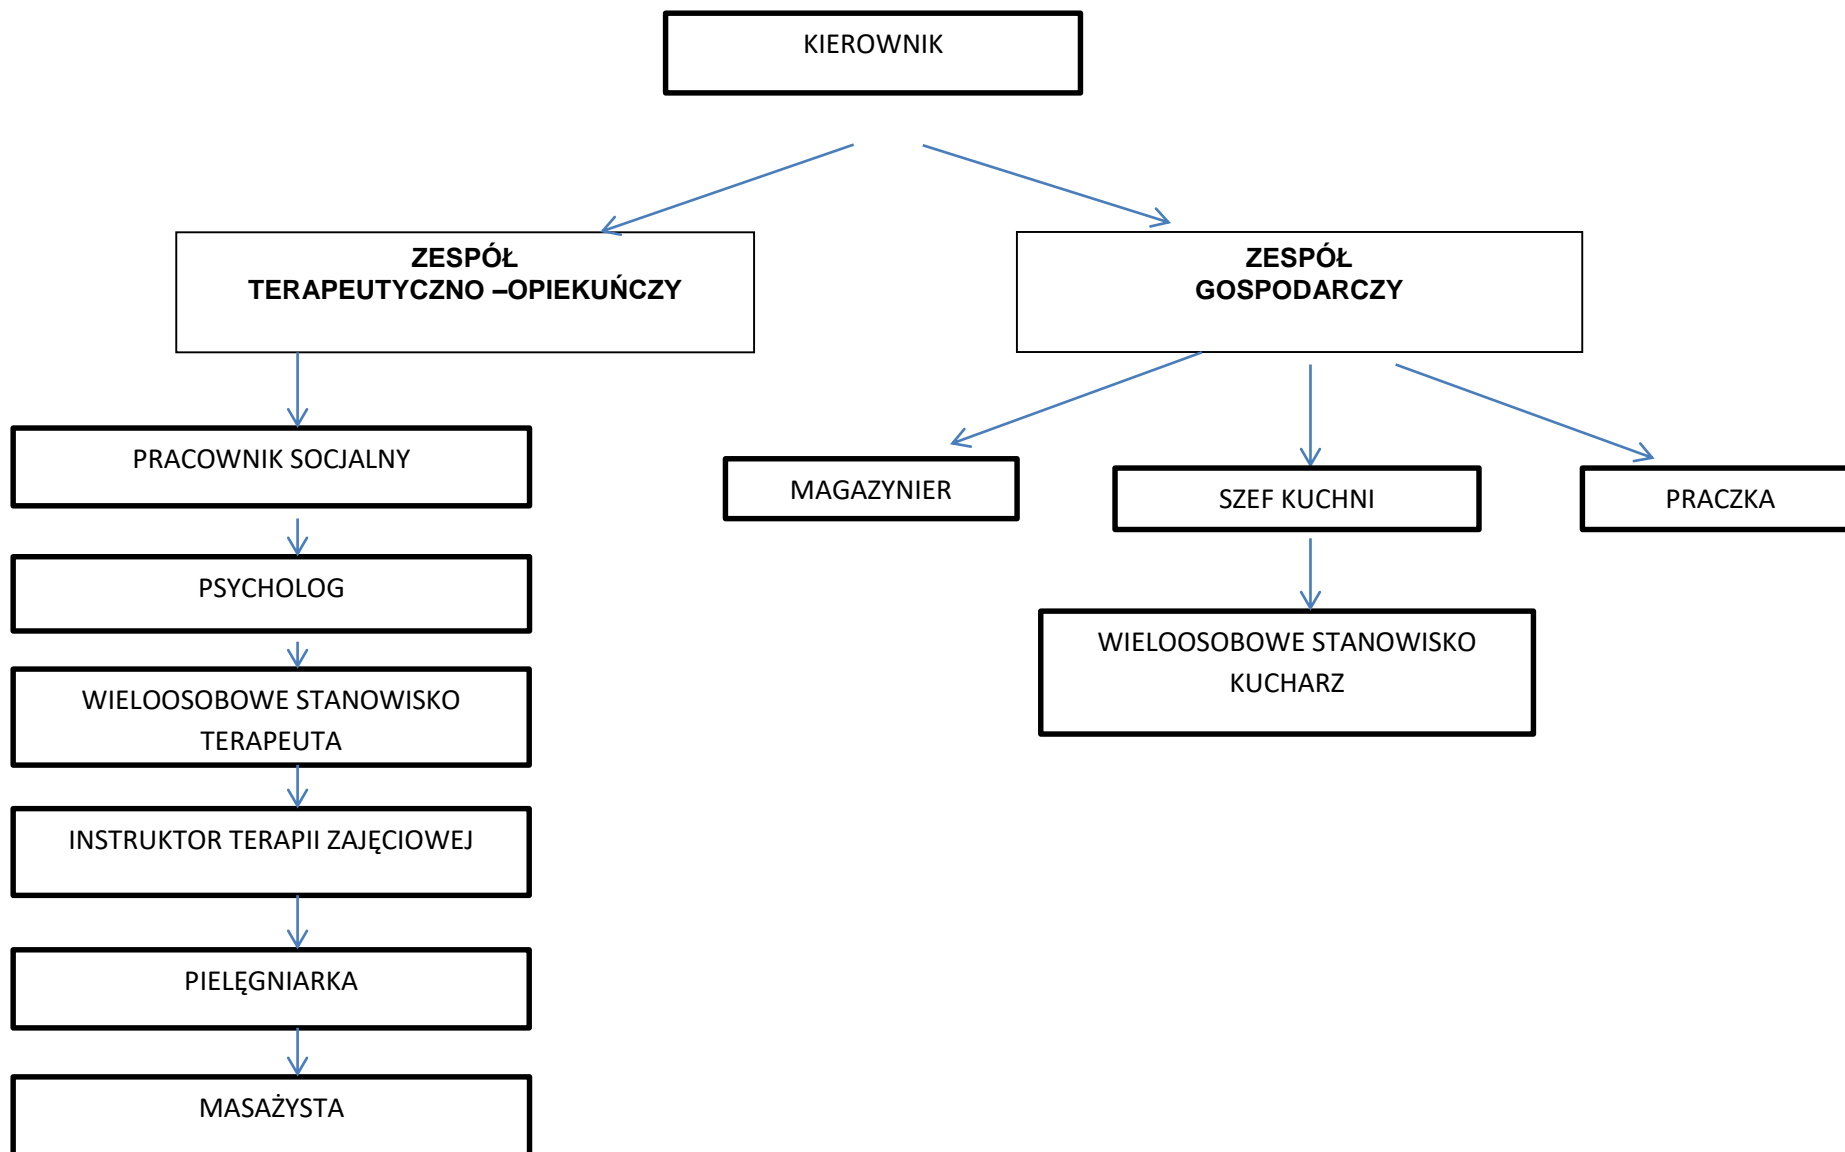 KIEROWNIK
ZESPÓŁ
TERAPEUTYCZNO –OPIEKUŃCZY
ZESPÓŁ
GOSPODARCZY
PRACOWNIK SOCJALNY
MAGAZYNIER
SZEF KUCHNI
PRACZKA
PSYCHOLOG
WIELOOSOBOWE STANOWISKO
KUCHARZ
WIELOOSOBOWE STANOWISKO
TERAPEUTA
INSTRUKTOR TERAPII ZAJĘCIOWEJ
PIELĘGNIARKA
MASAŻYSTA